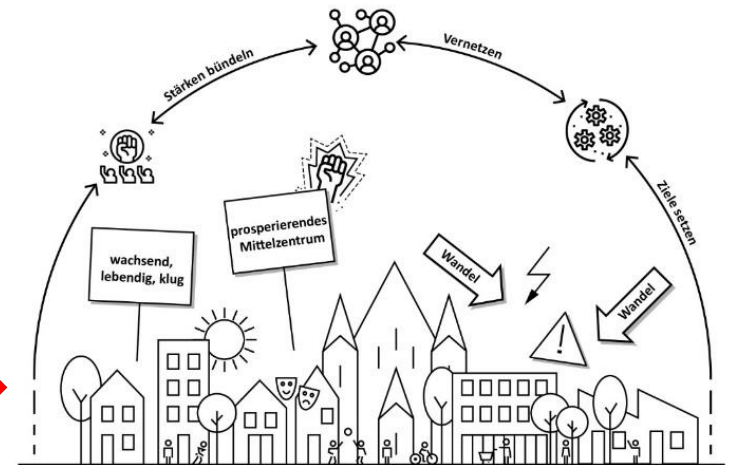 Stärken bündeln
Vernetzen
Ziele setzen
wachsend,
lebendig, klug
prosperierendes
Mittelzentrum
Wandel
Wandel
!